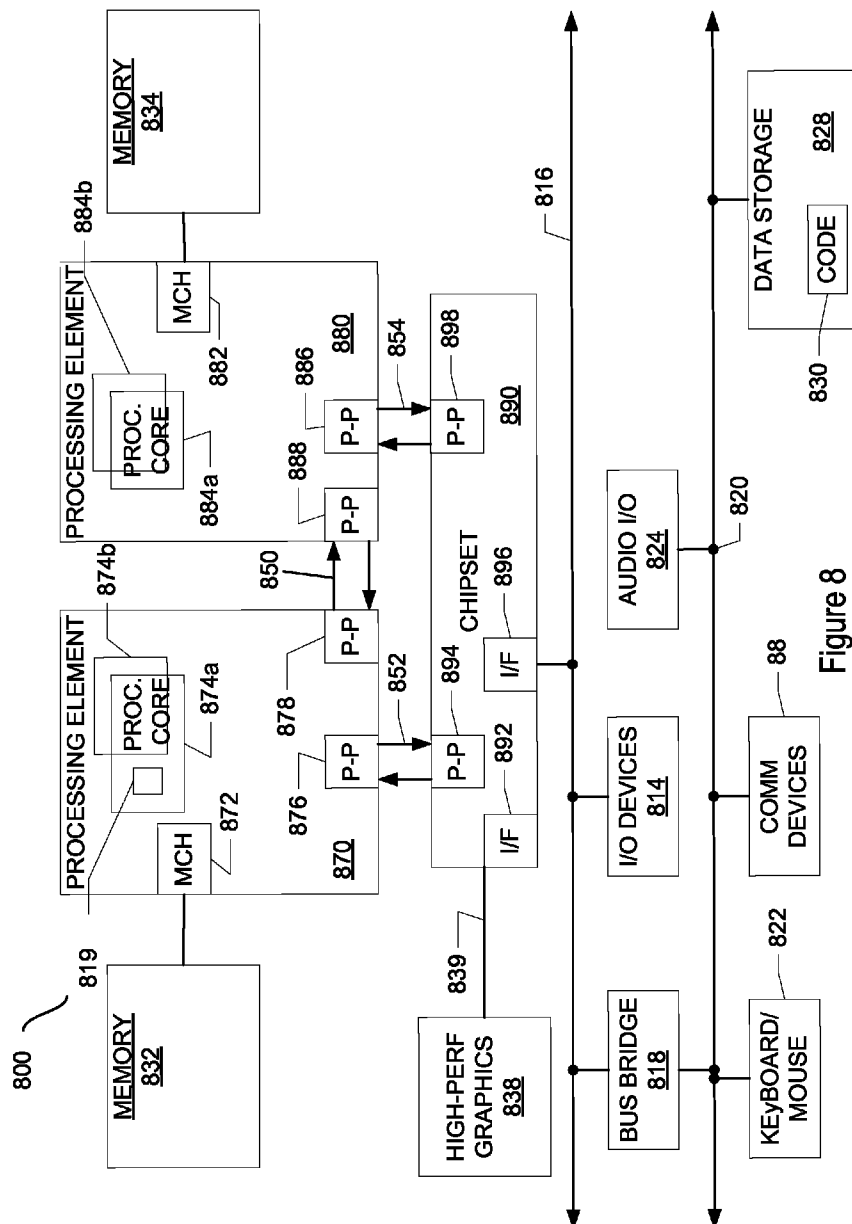 800
819
MEMORY
832
PROCESSING ELEMENT
874b
PROC.
CORE
874a
MCH
872
870
876
P-P
878
P-P
850
852
PROCESSING ELEMENT
884b
PROC.
CORE
884a
MCH
882
880
888
P-P
886
P-P
854
MEMORY
834
HIGH-PERF
GRAPHICS
838
839
I/F
892
P-P
894
CHIPSET
I/F
896
P-P
898
890
816
BUS BRIDGE
818
I/O DEVICES
814
AUDIO I/O
824
820
KEyBOARD/
MOUSE
822
COMM
DEVICES
88
DATA STORAGE
828
CODE
830
Figure 8